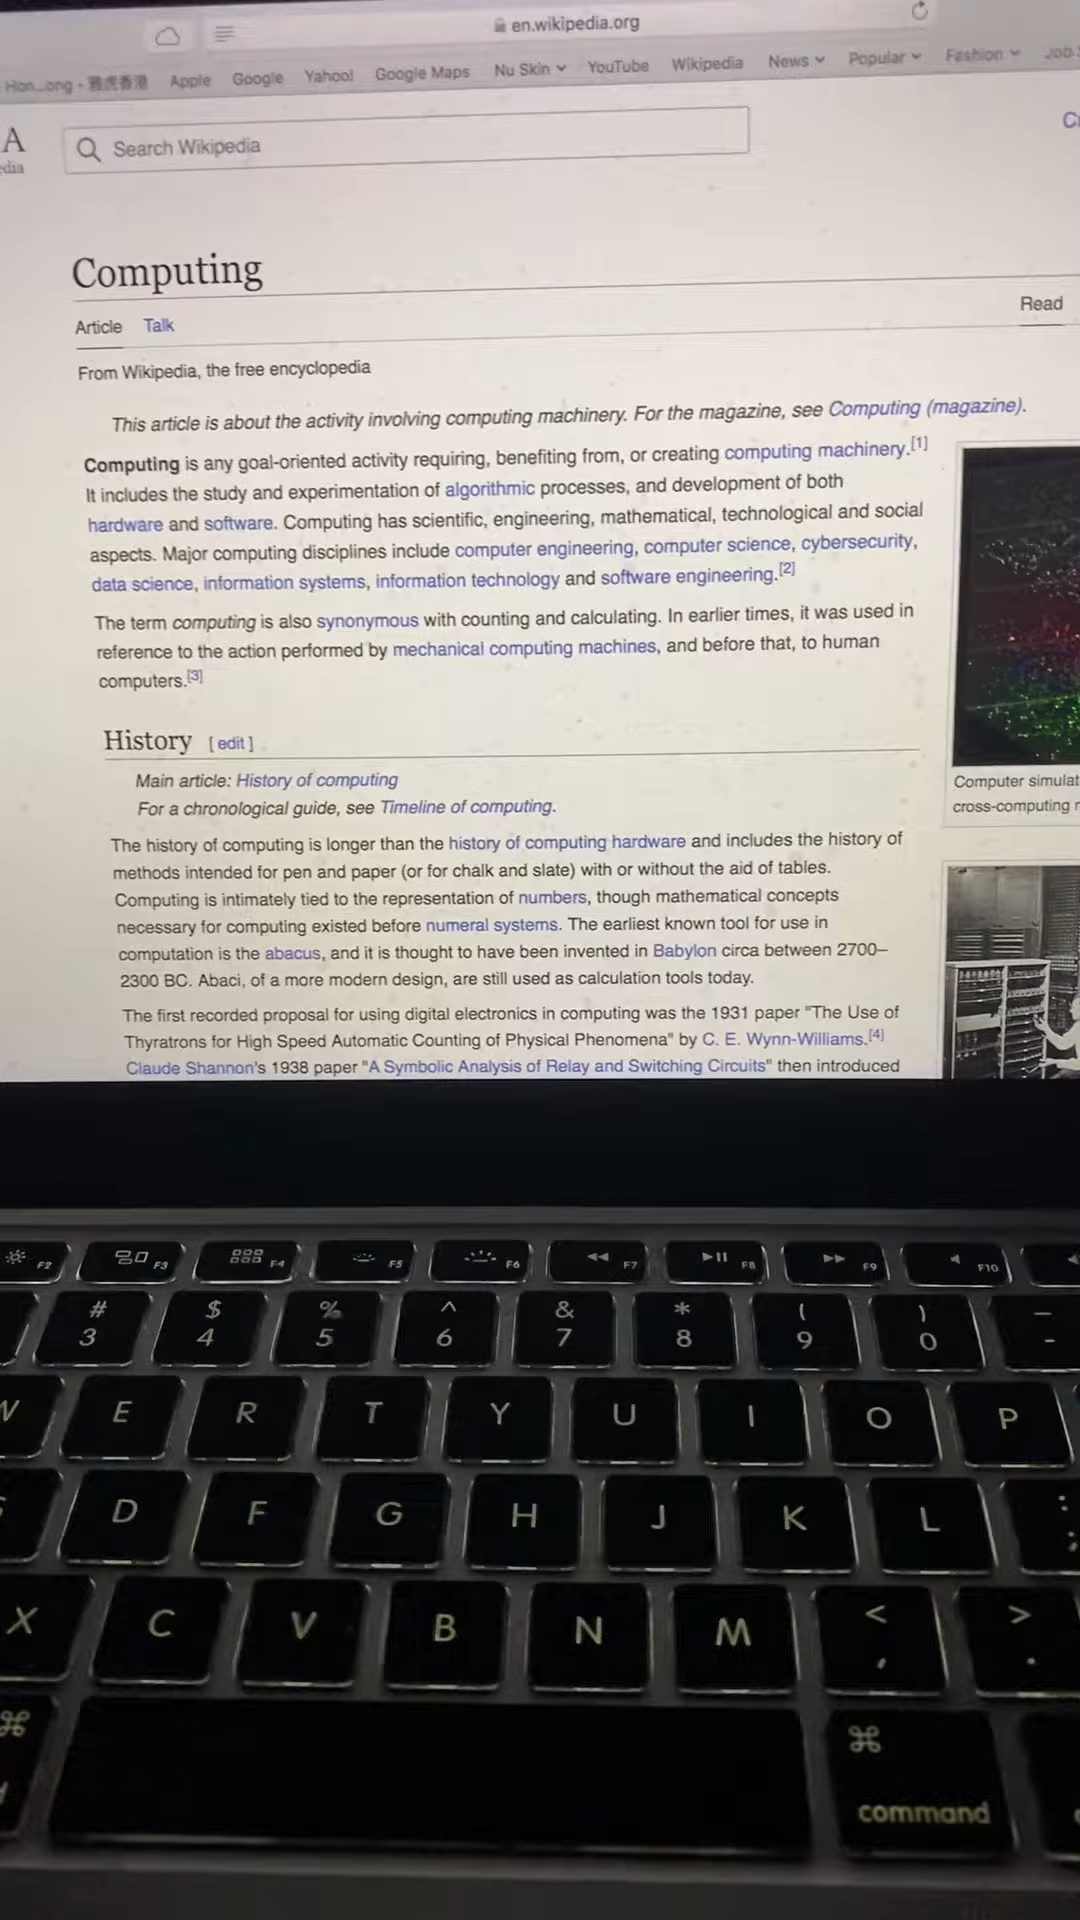 en.wikipedia.org
Hon...ong - 雅虎香港 Apple Google Yahoo! Google Maps Nu Skin YouTube Wikipedia News Popular Fashion Job
A
edia
Search Wikipedia
Computing
Article Talk
Read
From Wikipedia, the free encyclopedia
This article is about the activity involving computing machinery. For the magazine, see Computing (magazine).
Computing is any goal-oriented activity requiring, benefiting from, or creating computing machinery.[1]
It includes the study and experimentation of algorithmic processes, and development of both
hardware and software. Computing has scientific, engineering, mathematical, technological and social
aspects. Major computing disciplines include computer engineering, computer science, cybersecurity,
data science, information systems, information technology and software engineering.[2]
The term computing is also synonymous with counting and calculating. In earlier times, it was used in
reference to the action performed by mechanical computing machines, and before that, to human
computers.[3]
History [edit]
Main article: History of computing
For a chronological guide, see Timeline of computing.
Computer simulat
cross-computing r
The history of computing is longer than the history of computing hardware and includes the history of
methods intended for pen and paper (or for chalk and slate) with or without the aid of tables.
Computing is intimately tied to the representation of numbers, though mathematical concepts
necessary for computing existed before numeral systems. The earliest known tool for use in
computation is the abacus, and it is thought to have been invented in Babylon circa between 2700–
2300 BC. Abaci, of a more modern design, are still used as calculation tools today.
The first recorded proposal for using digital electronics in computing was the 1931 paper "The Use of
Thyratrons for High Speed Automatic Counting of Physical Phenomena" by C. E. Wynn-Williams.[4]
Claude Shannon's 1938 paper "A Symbolic Analysis of Relay and Switching Circuits" then introduced
F2 F3 F4 F5 F6 F7 F8 F9 F10
# $ % ^ & * ( ) —
3 4 5 6 7 8 9 0 -
W E R T Y U I O P
D F G H J K L :
;
X C V B N M < >
, .
⌘ ⌘
command